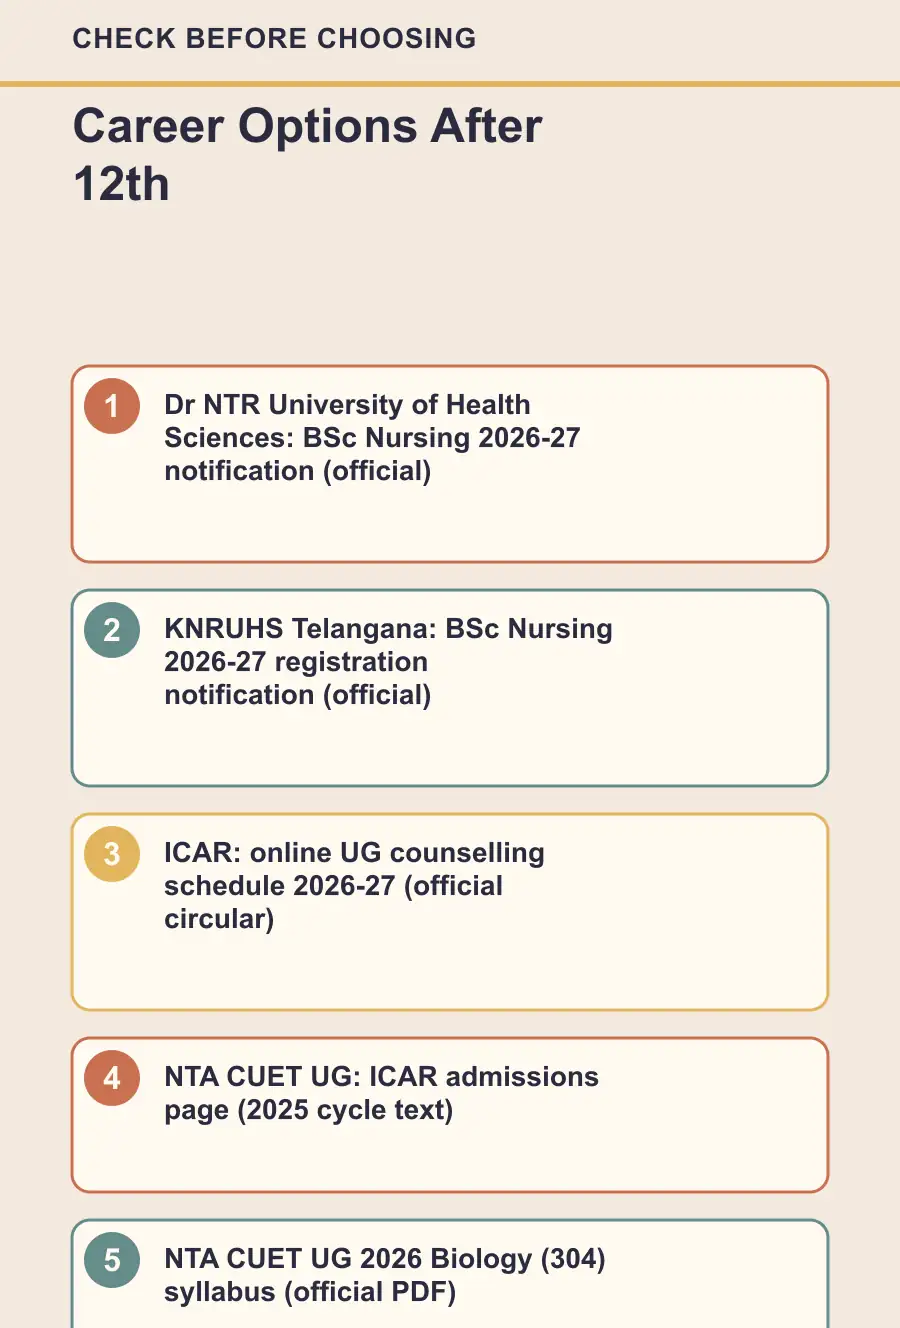 CHECK BEFORE CHOOSING
Career Options After
12th
1
Dr NTR University of Health
Sciences: BSc Nursing 2026-27
notification (official)
2
KNRUHS Telangana: BSc Nursing
2026-27 registration
notification (official)
3
ICAR: online UG counselling
schedule 2026-27 (official
circular)
4
NTA CUET UG: ICAR admissions
page (2025 cycle text)
5
NTA CUET UG 2026 Biology (304)
syllabus (official PDF)